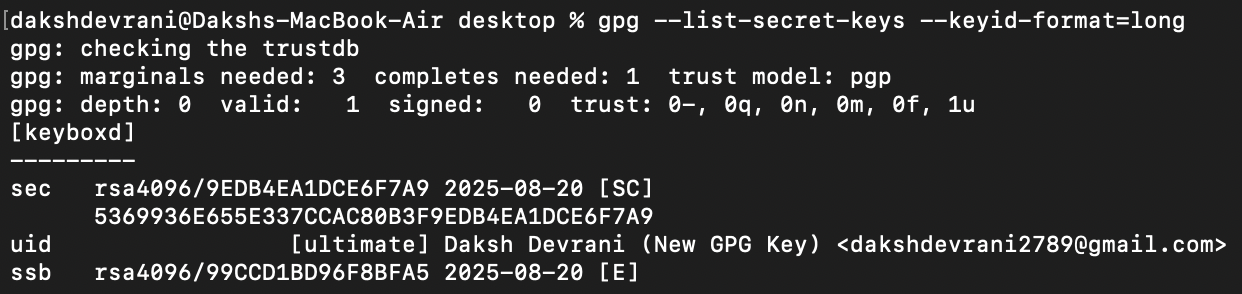 [dakshdevrani@Dakshs-MacBook-Air desktop % gpg --list-secret-keys --keyid-format=long
gpg: checking the trustdb
gpg: marginals needed: 3  completes needed: 1  trust model: pgp
gpg: depth: 0  valid:   1  signed:   0  trust: 0-, 0q, 0n, 0m, 0f, 1u
[keyboxd]
---------
sec   rsa4096/9EDB4EA1DCE6F7A9 2025-08-20 [SC]
      5369936E655E337CCAC80B3F9EDB4EA1DCE6F7A9
uid                 [ultimate] Daksh Devrani (New GPG Key) <dakshdevrani2789@gmail.com>
ssb   rsa4096/99CCD1BD96F8BFA5 2025-08-20 [E]